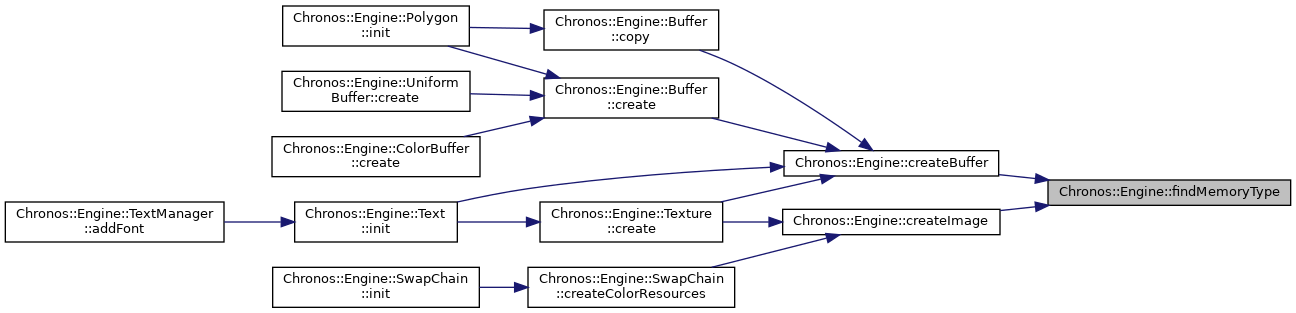 Chronos::Engine::Polygon
::init
Chronos::Engine::Buffer
::copy
Chronos::Engine::Uniform
Buffer::create
Chronos::Engine::Buffer
::create
Chronos::Engine::ColorBuffer
::create
Chronos::Engine::createBuffer
Chronos::Engine::findMemoryType
Chronos::Engine::TextManager
::addFont
Chronos::Engine::Text
::init
Chronos::Engine::Texture
::create
Chronos::Engine::createImage
Chronos::Engine::SwapChain
::init
Chronos::Engine::SwapChain
::createColorResources